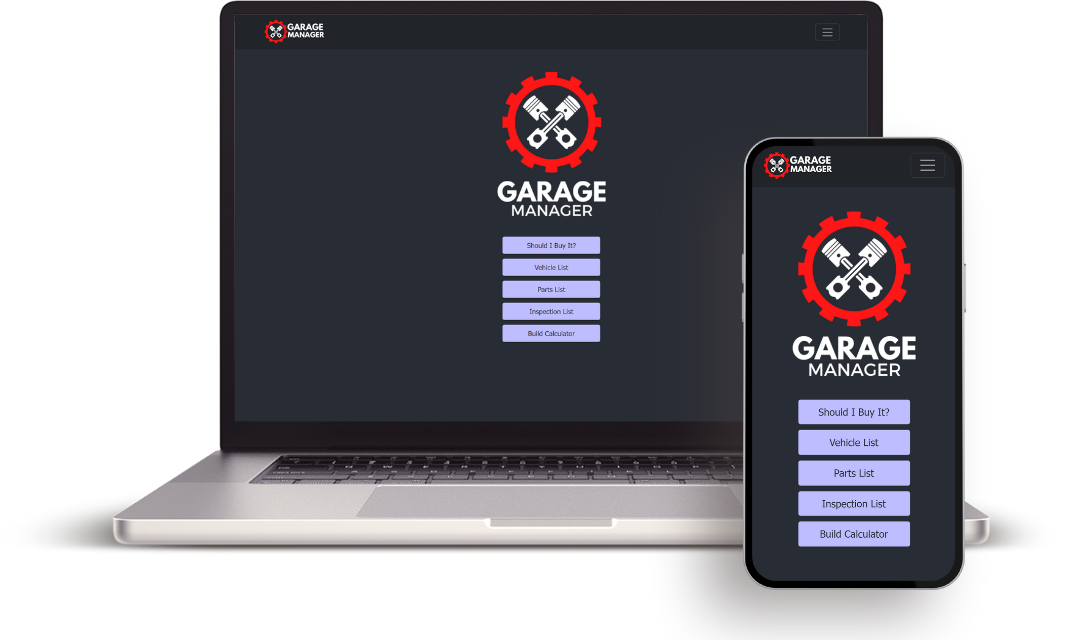 GARAGE
MANAGER
GARAGE
MANAGER
Should I Buy It?
Vehicle List
Parts List
Inspection List
Build Calculator
GARAGE
MANAGER
GARAGE
MANAGER
Should I Buy It?
Vehicle List
Parts List
Inspection List
Build Calculator